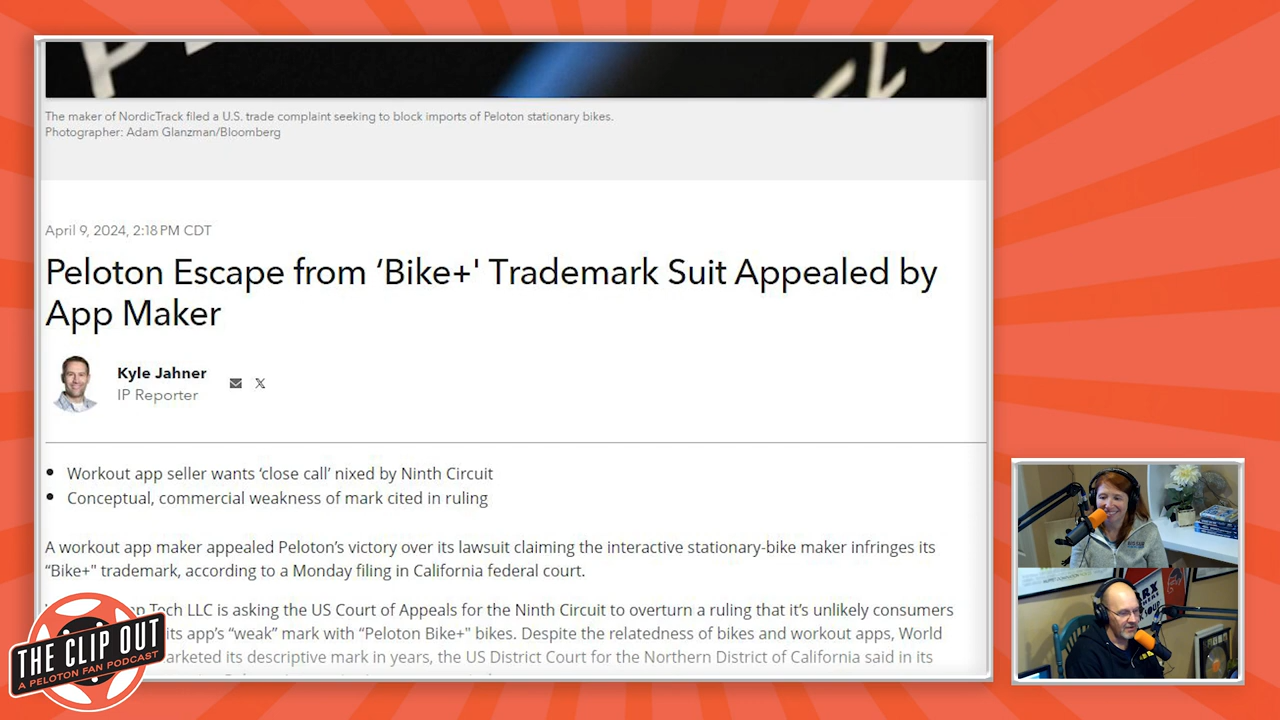 The maker of NordicTrack filed a U.S. trade complaint seeking to block imports of Peloton stationary bikes.
Photographer: Adam Glanzman/Bloomberg
April 9, 2024, 2:18 PM CDT
Peloton Escape from ‘Bike+' Trademark Suit Appealed by
App Maker
Kyle Jahner
IP Reporter
Workout app seller wants ‘close call’ nixed by Ninth Circuit
Conceptual, commercial weakness of mark cited in ruling
A workout app maker appealed Peloton’s victory over its lawsuit claiming the interactive stationary-bike maker infringes its
“Bike+" trademark, according to a Monday filing in California federal court.
Tech LLC is asking the US Court of Appeals for the Ninth Circuit to overturn a ruling that it’s unlikely consumers
its app’s “weak” mark with “Peloton Bike+" bikes. Despite the relatedness of bikes and workout apps, World
marketed its descriptive mark in years, the US District Court for the Northern District of California said in its
THE CLIP OUT
A PELOTON FAN PODCAST